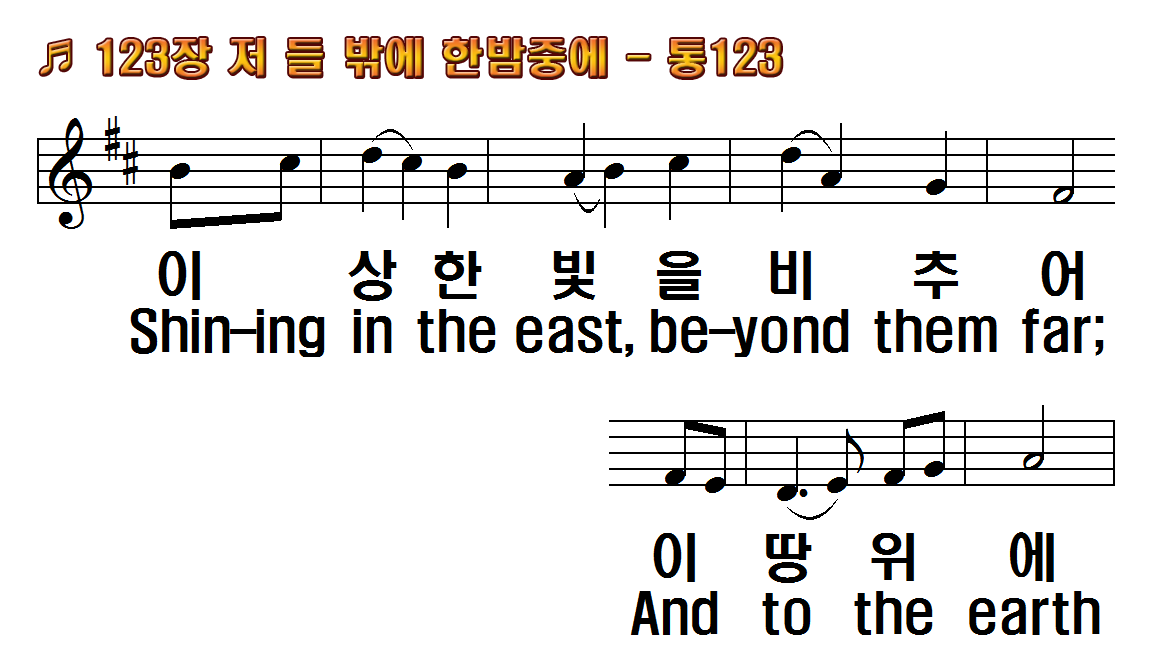 ♬ 123장 저 들 밖에 한밤중에 - 통123
이 상 한 빛 을 비 추 어
Shin-ing in the east, be-yond them far;
이 땅 위 에
And to the earth